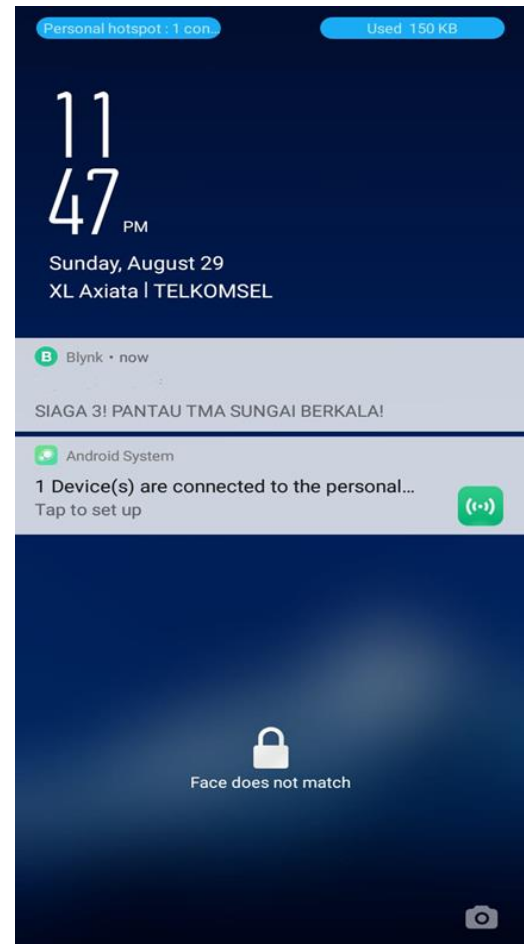 Personal hotspot : 1 con...
Used 150 KB
11
47 PM
Sunday, August 29
XL Axiata | TELKOMSEL
B Blynk • now
SIAGA 3! PANTAU TMA SUNGAI BERKALA!
Android System
1 Device(s) are connected to the personal...
Tap to set up
Face does not match